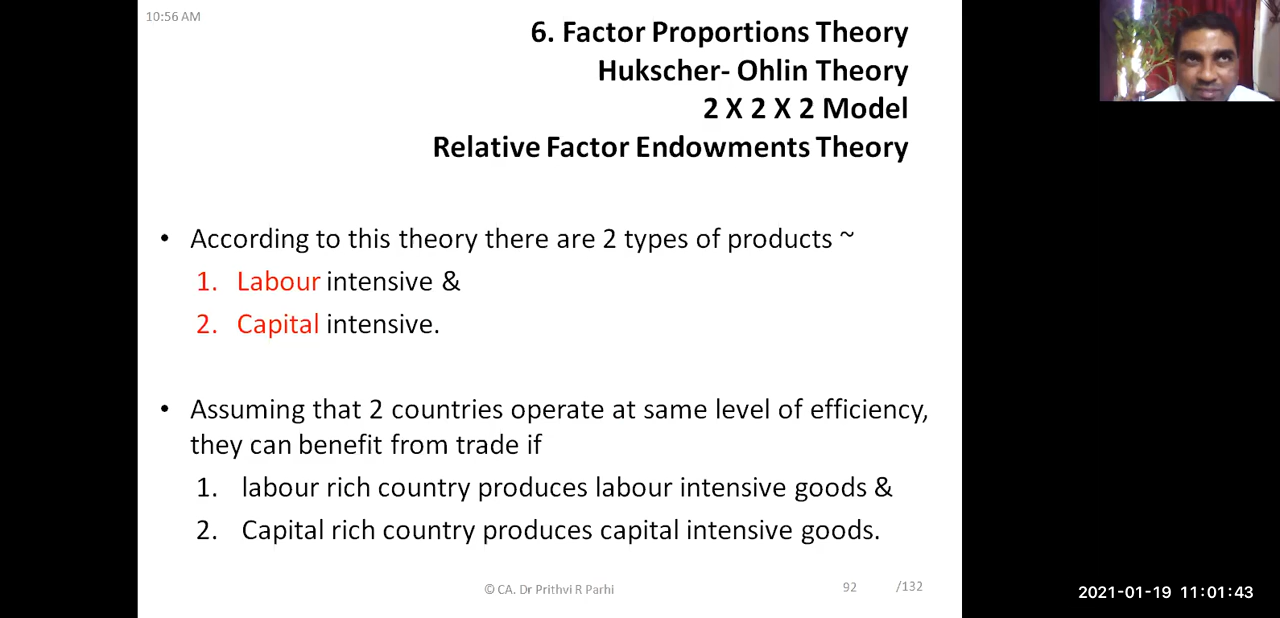 10:56 AM
6. Factor Proportions Theory
Hukscher- Ohlin Theory
2 X 2 X 2 Model
Relative Factor Endowments Theory
• According to this theory there are 2 types of products ~
1. Labour intensive &
2. Capital intensive.
• Assuming that 2 countries operate at same level of efficiency,
they can benefit from trade if
1. labour rich country produces labour intensive goods &
2. Capital rich country produces capital intensive goods.
© CA. Dr Prithvi R Parhi
92 /132
2021-01-19 11:01:43